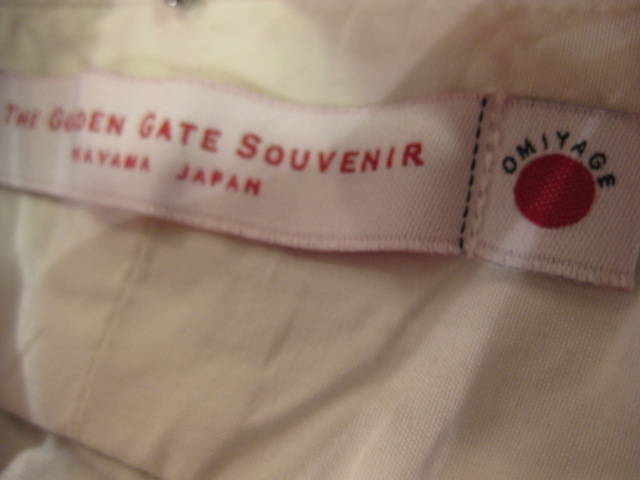 THE GOLDEN GATE SOUVENIR
HAYAMA JAPAN
OMIYAGE